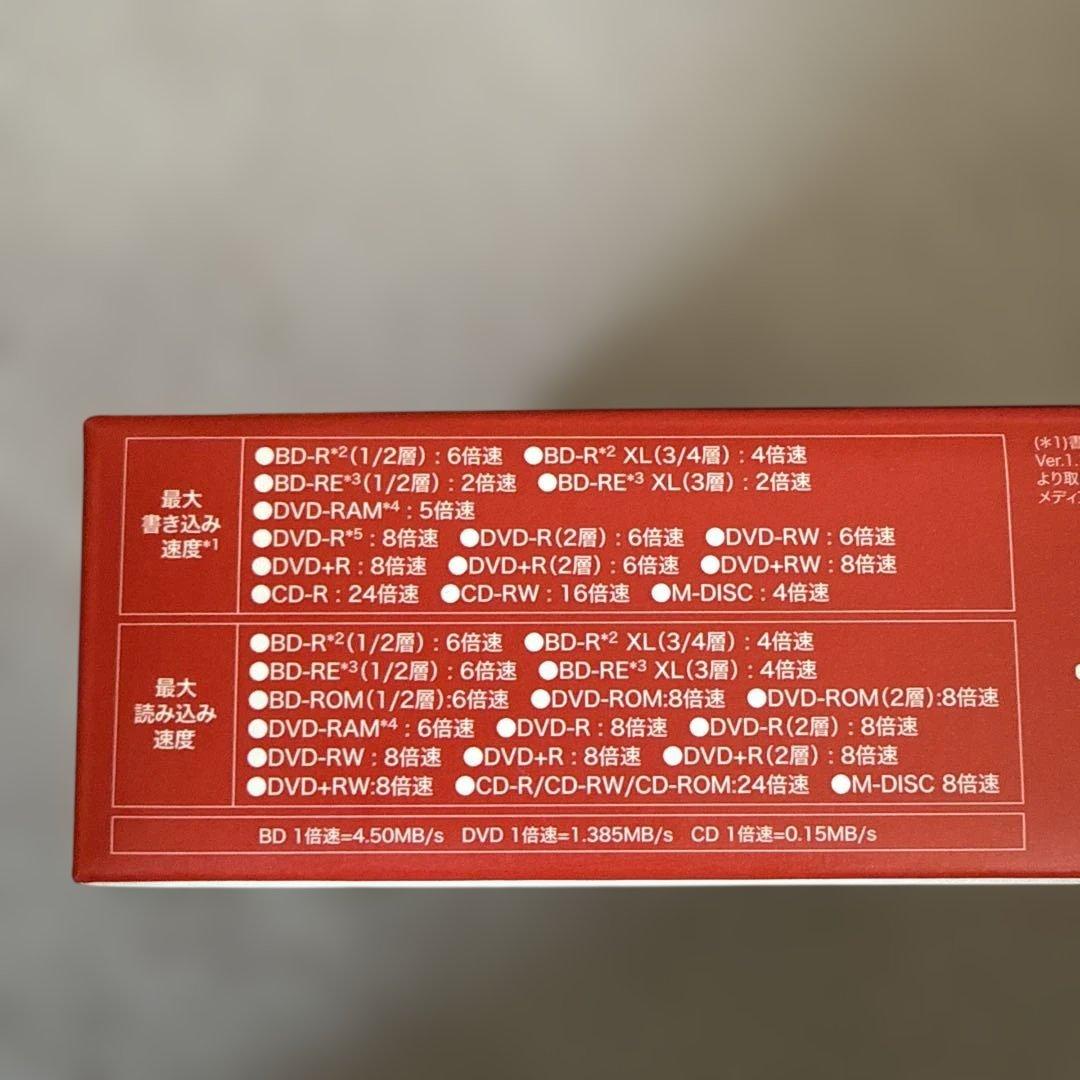 最大
書き込み
速度*1
●BD-R*2(1/2層) : 6倍速 ●BD-R*2 XL(3/4層) : 4倍速
●BD-RE*3(1/2層) : 2倍速 ●BD-RE*3 XL(3層) : 2倍速
●DVD-RAM*4 : 5倍速
●DVD-R*5 : 8倍速 ●DVD-R(2層) : 6倍速 ●DVD-RW : 6倍速
●DVD+R : 8倍速 ●DVD+R(2層) : 6倍速 ●DVD+RW : 8倍速
●CD-R : 24倍速 ●CD-RW : 16倍速 ●M-DISC : 4倍速
最大
読み込み
速度
●BD-R*2(1/2層) : 6倍速 ●BD-R*2 XL(3/4層) : 4倍速
●BD-RE*3(1/2層) : 6倍速 ●BD-RE*3 XL(3層) : 4倍速
●BD-ROM(1/2層):6倍速 ●DVD-ROM:8倍速 ●DVD-ROM(2層):8倍速
●DVD-RAM*4 : 6倍速 ●DVD-R : 8倍速 ●DVD-R(2層) : 8倍速
●DVD-RW : 8倍速 ●DVD+R : 8倍速 ●DVD+R(2層) : 8倍速
●DVD+RW:8倍速 ●CD-R/CD-RW/CD-ROM:24倍速 ●M-DISC 8倍速
BD 1倍速=4.50MB/s DVD 1倍速=1.385MB/s CD 1倍速=0.15MB/s
(*1)書
Ver.1.
より取
メディ